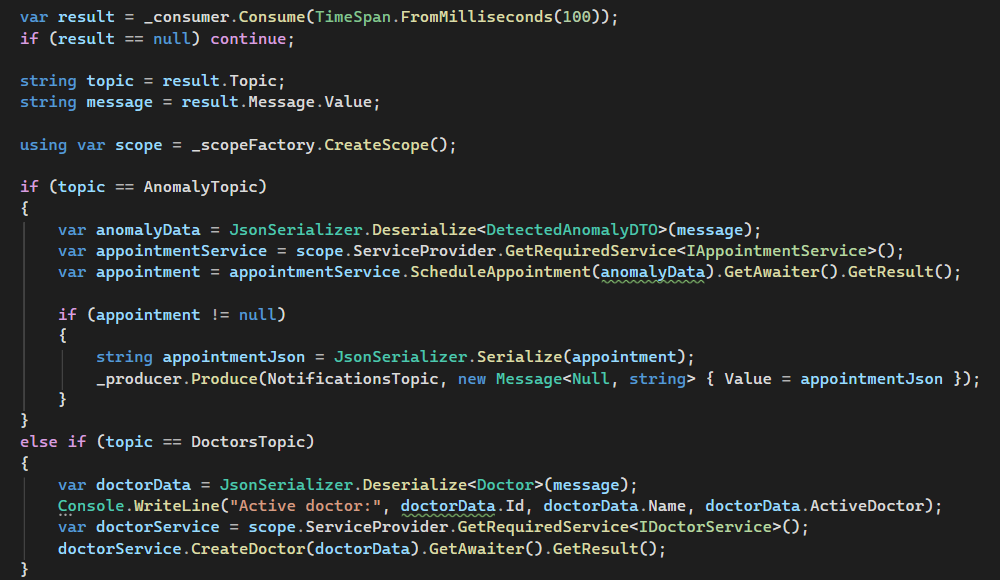 var result = _consumer.Consume(TimeSpan.FromMilliseconds(100));
if (result == null) continue;
string topic = result.Topic;
string message = result.Message.Value;
using var scope = _scopeFactory.CreateScope();
if (topic == AnomalyTopic)
{
var anomalyData = JsonSerializer.Deserialize<DetectedAnomalyDTO>(message);
var appointmentService = scope.ServiceProvider.GetRequiredService<IAppointmentService>();
var appointment = appointmentService.ScheduleAppointment(anomalyData).GetAwaiter().GetResult();
if (appointment != null)
{
string appointmentJson = JsonSerializer.Serialize(appointment);
_producer.Produce(NotificationsTopic, new Message<Null, string> { Value = appointmentJson });
}
}
else if (topic == DoctorsTopic)
{
var doctorData = JsonSerializer.Deserialize<Doctor>(message);
Console.WriteLine("Active doctor:", doctorData.Id, doctorData.Name, doctorData.ActiveDoctor);
var doctorService = scope.ServiceProvider.GetRequiredService<IDoctorService>();
doctorService.CreateDoctor(doctorData).GetAwaiter().GetResult();
}